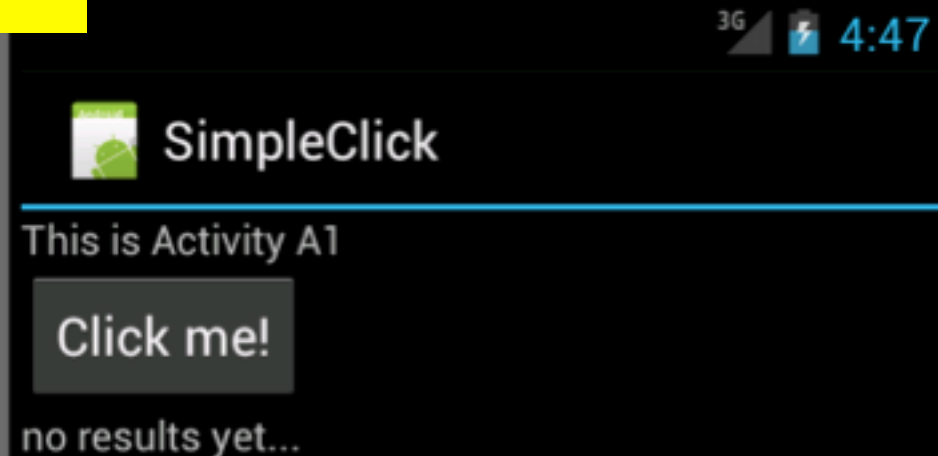 3G 4:47
SimpleClick
This is Activity A1
Click me!
no results yet...